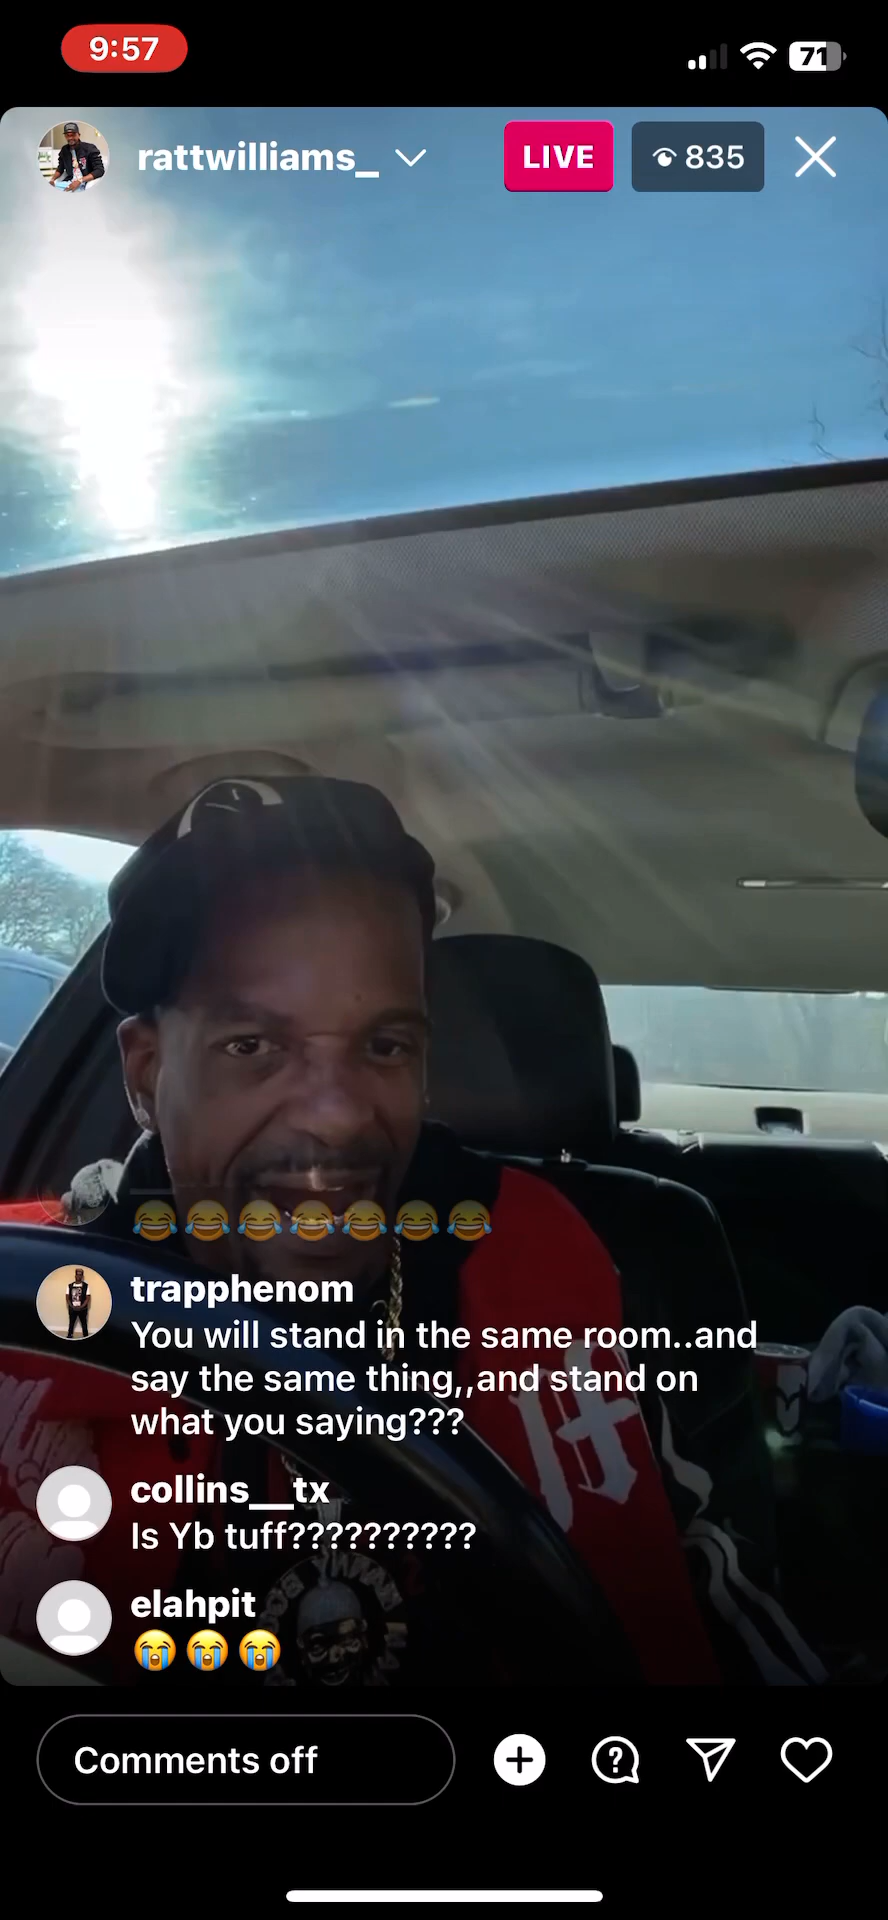 9:57
71
rattwilliams_
LIVE
835
😂😂😂😂😂😂😂
trapphenom
You will stand in the same room..and
say the same thing,,and stand on
what you saying???
collins__tx
Is Yb tuff??????????
elahpit
😭😭😭
Comments off